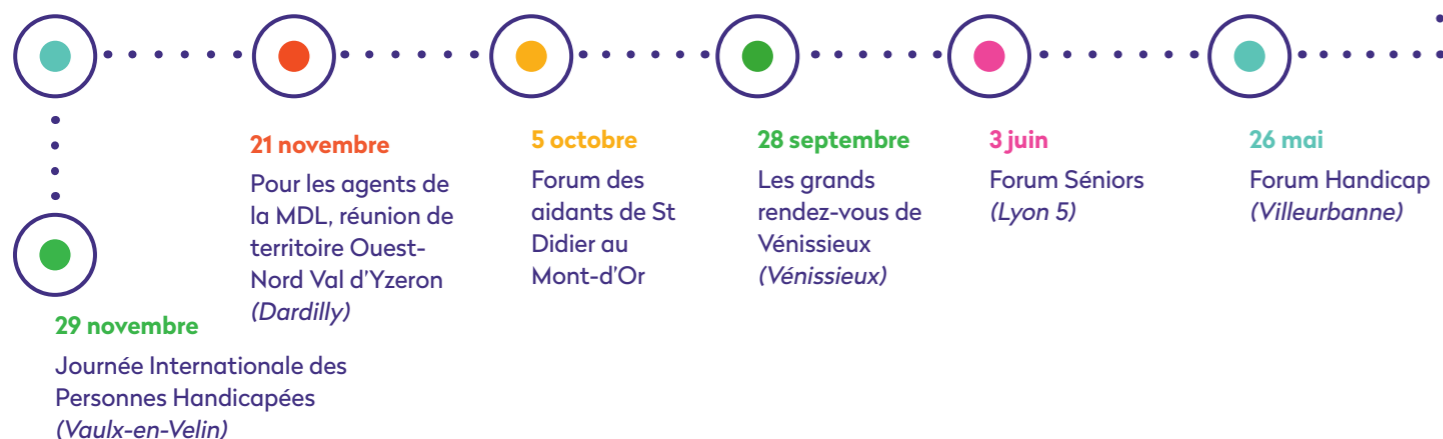 21 novembre
Pour les agents de
la MDL, réunion de
territoire Ouest-
Nord Val d'Yzeron
(Dardilly)
5 octobre
Forum des
aidants de St
Didier au
Mont-d'Or
28 septembre
Les grands
rendez-vous de
Vénissieux
(Vénissieux)
3 juin
Forum Séniors
(Lyon 5)
26 mai
Forum Handicap
(Villeurbanne)
29 novembre
Journée Internationale des
Personnes Handicapées
(Vaulx-en-Velin)